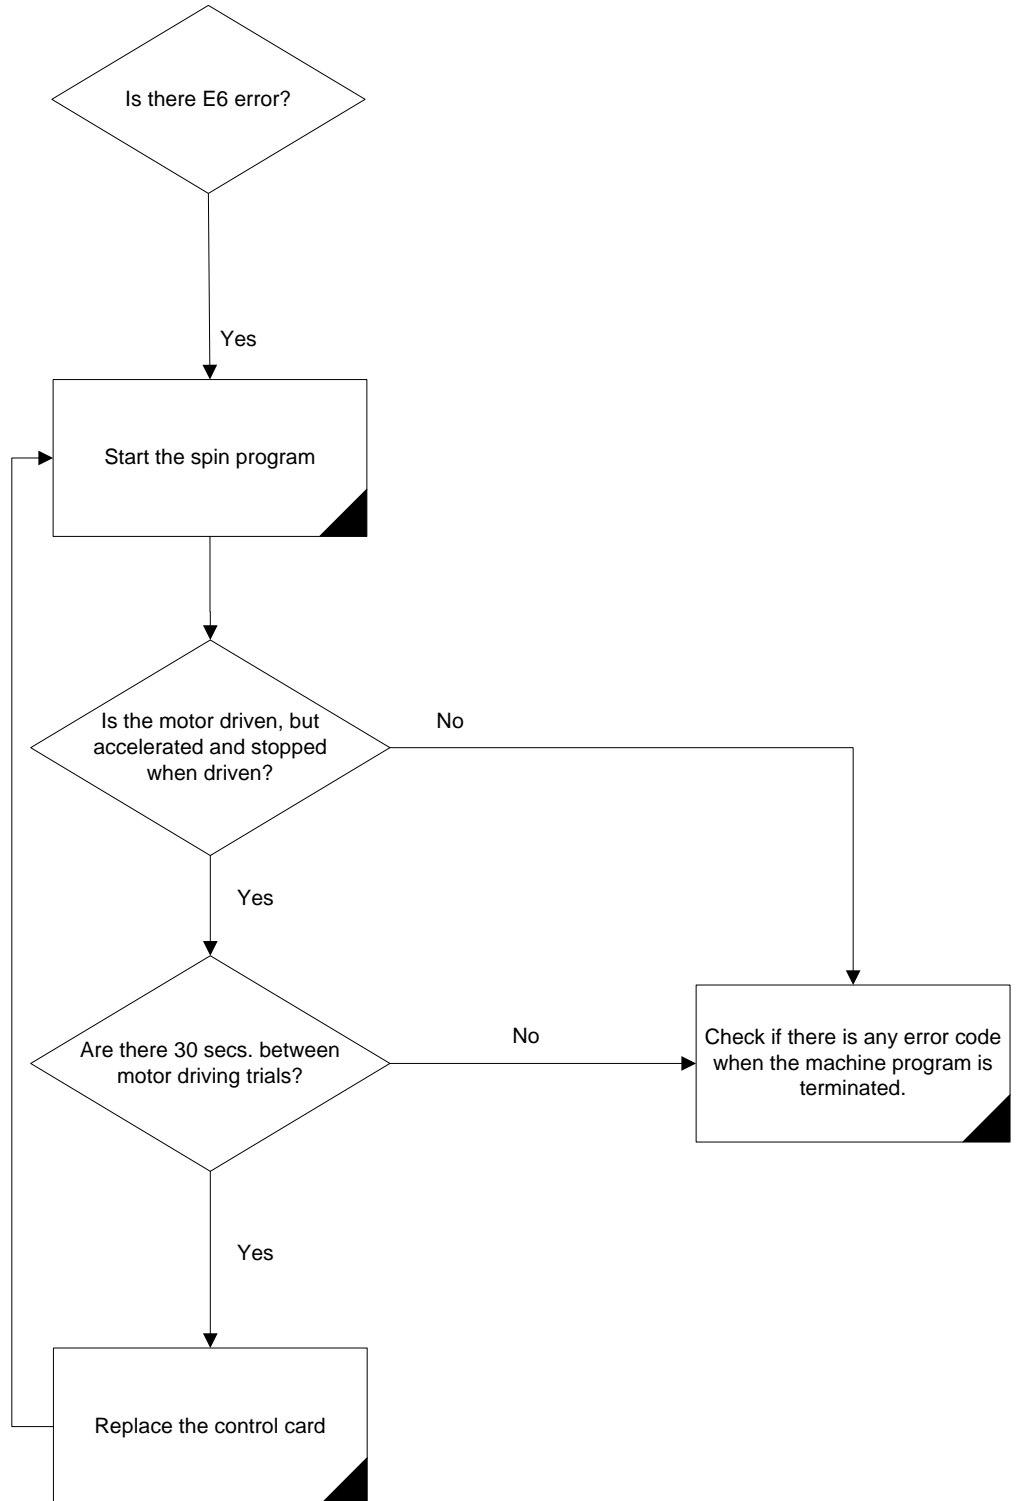 Is there E6 error?
Yes
Start the spin program
Is the motor driven, but
accelerated and stopped
when driven?
No
Yes
Are there 30 secs. between
motor driving trials?
No
Check if there is any error code
when the machine program is
terminated.
Yes
Replace the control card